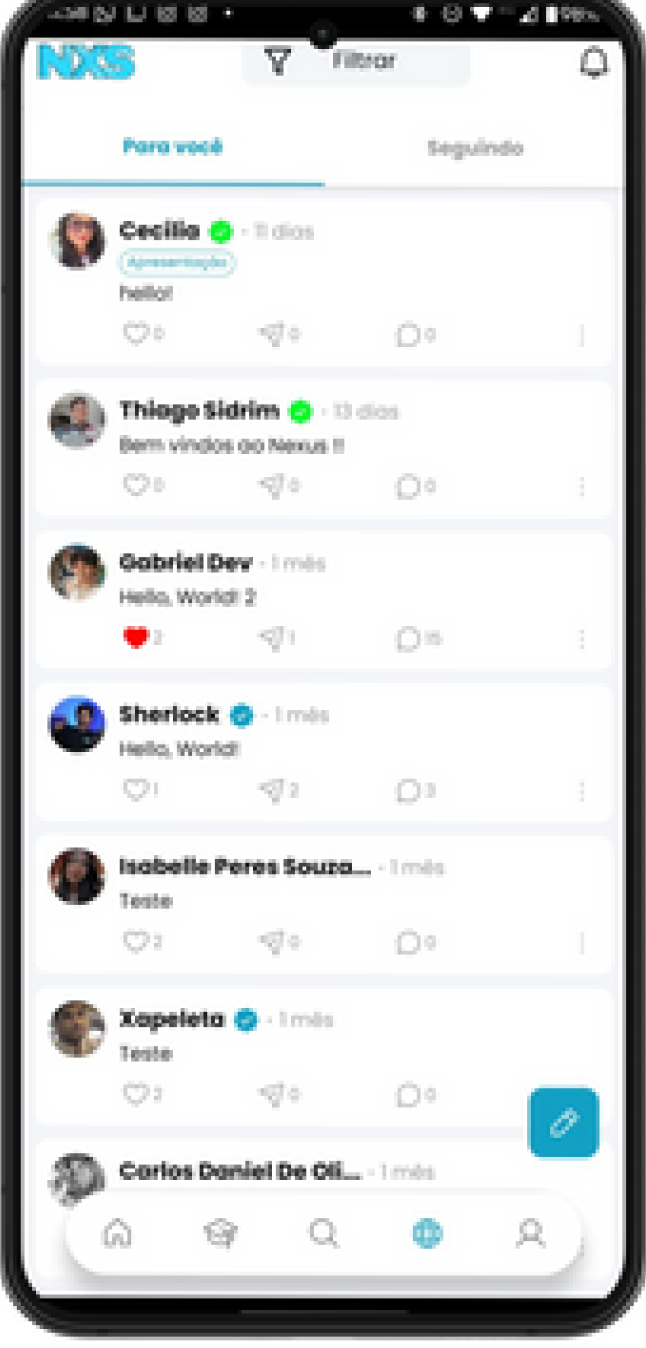 98%
NXS
Filtrar
Para você
Seguindo
Cecilia • 11 dias
Apresentação
hello!
0 0 0
Thiago Sidrim • 13 dias
Bem vindos ao Nexus !!
0 0 0
Gabriel Dev • 1 mês
Hello, World! 2
2 1 15
Sherlock • 1 mês
Hello, World!
1 2 3
Isabelle Peres Souza... • 1 mês
Teste
2 0 0
Xapeleta • 1 mês
Teste
2 0 0
Carlos Daniel De Oli... • 1 mês